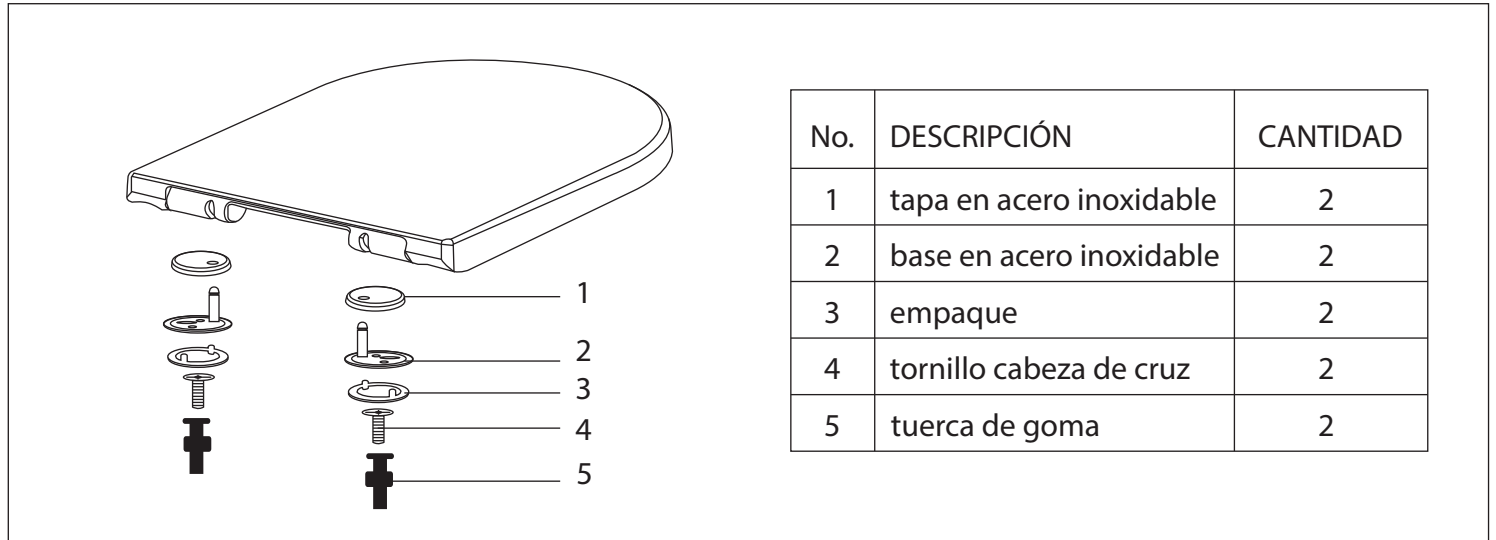 1
2
3
4
5
No. DESCRIPCIÓN CANTIDAD
1 tapa en acero inoxidable 2
2 base en acero inoxidable 2
3 empaque 2
4 tornillo cabeza de cruz 2
5 tuerca de goma 2